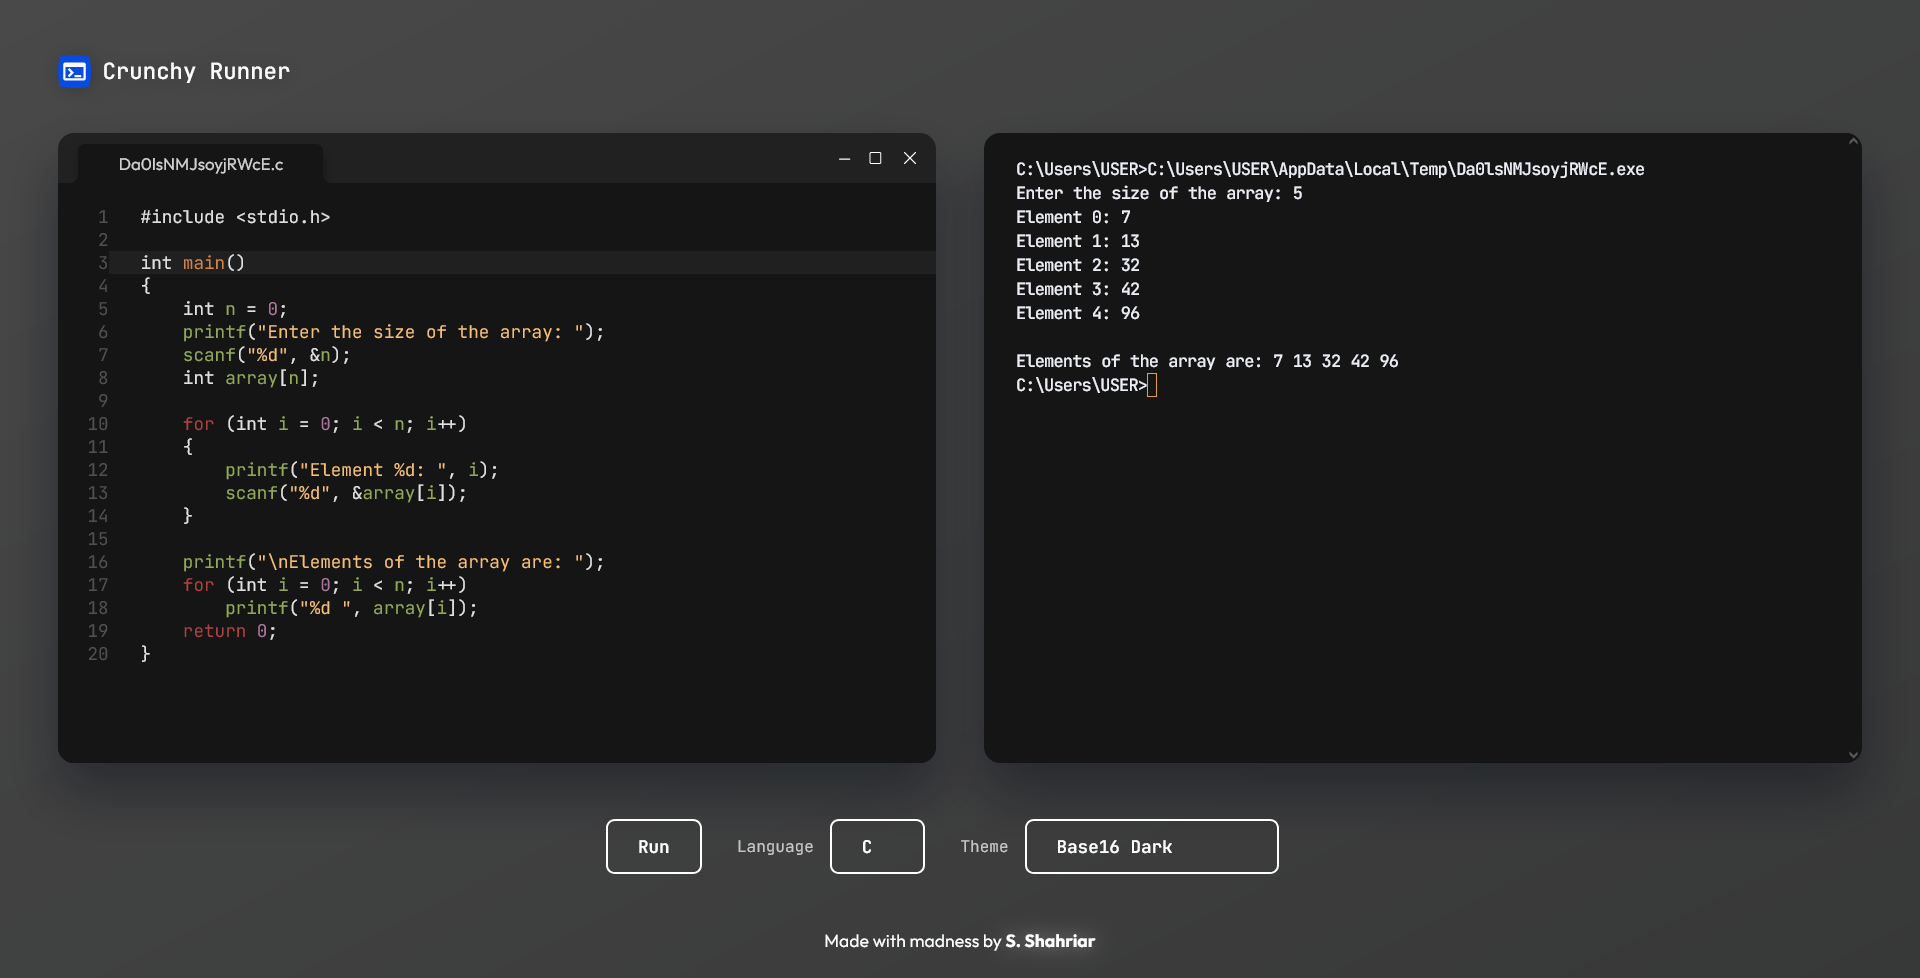 Crunchy Runner
Da0lsNMJsoyjRWcE.c
1 #include <stdio.h>
2
3 int main()
4 {
5     int n = 0;
6     printf("Enter the size of the array: ");
7     scanf("%d", &n);
8     int array[n];
9
10     for (int i = 0; i < n; i++)
11     {
12         printf("Element %d: ", i);
13         scanf("%d", &array[i]);
14     }
15
16     printf("\nElements of the array are: ");
17     for (int i = 0; i < n; i++)
18         printf("%d ", array[i]);
19     return 0;
20 }
C:\Users\USER>C:\Users\USER\AppData\Local\Temp\Da0lsNMJsoyjRWcE.exe
Enter the size of the array: 5
Element 0: 7
Element 1: 13
Element 2: 32
Element 3: 42
Element 4: 96
Elements of the array are: 7 13 32 42 96
C:\Users\USER>
Run Language C Theme Base16 Dark
Made with madness by S. Shahriar